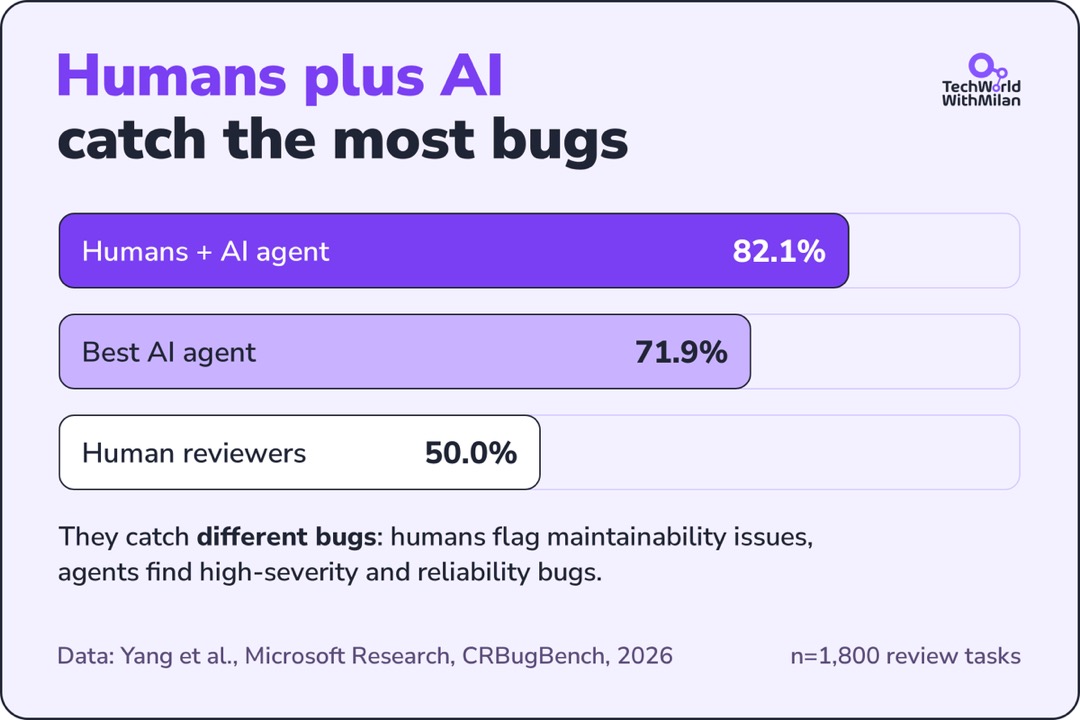 Humans plus AI
catch the most bugs
TechWorld
WithMilan
Humans + AI agent 82.1%
Best AI agent 71.9%
Human reviewers 50.0%
They catch different bugs: humans flag maintainability issues,
agents find high-severity and reliability bugs.
Data: Yang et al., Microsoft Research, CRBugBench, 2026 n=1,800 review tasks